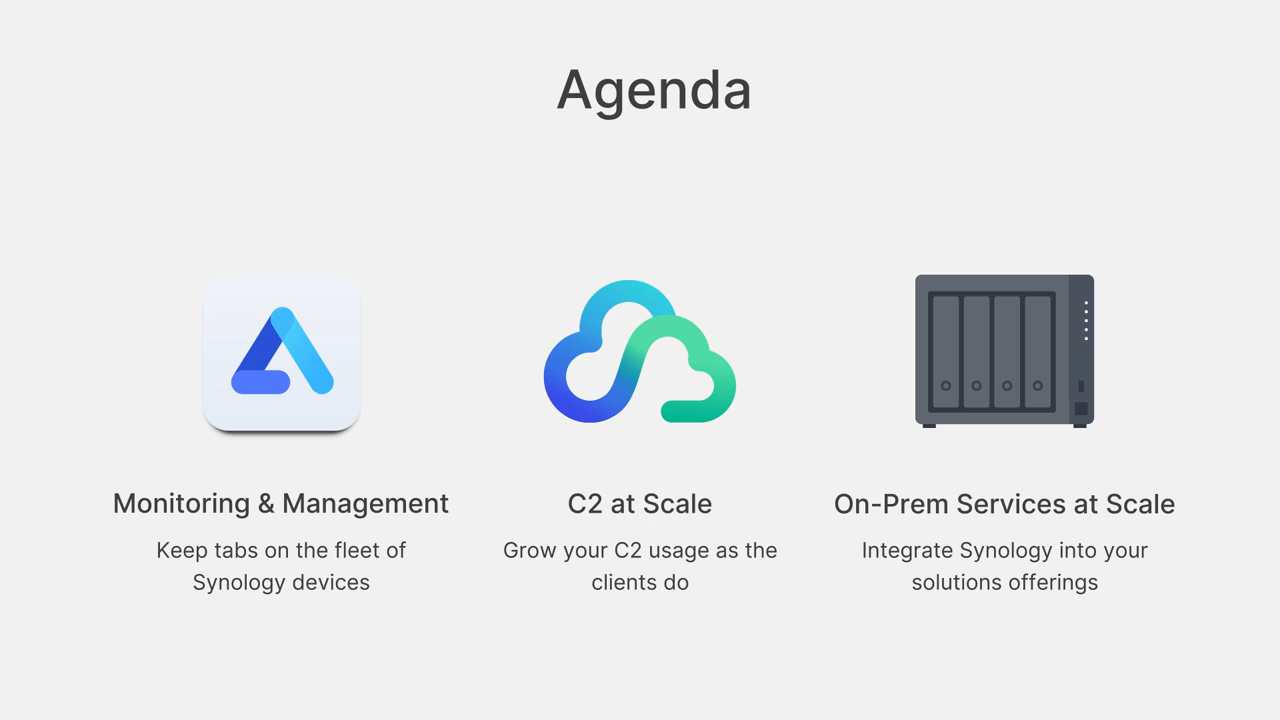 Agenda
Monitoring & Management
Keep tabs on the fleet of
Synology devices
C2 at Scale
Grow your C2 usage as the
clients do
On-Prem Services at Scale
Integrate Synology into your
solutions offerings